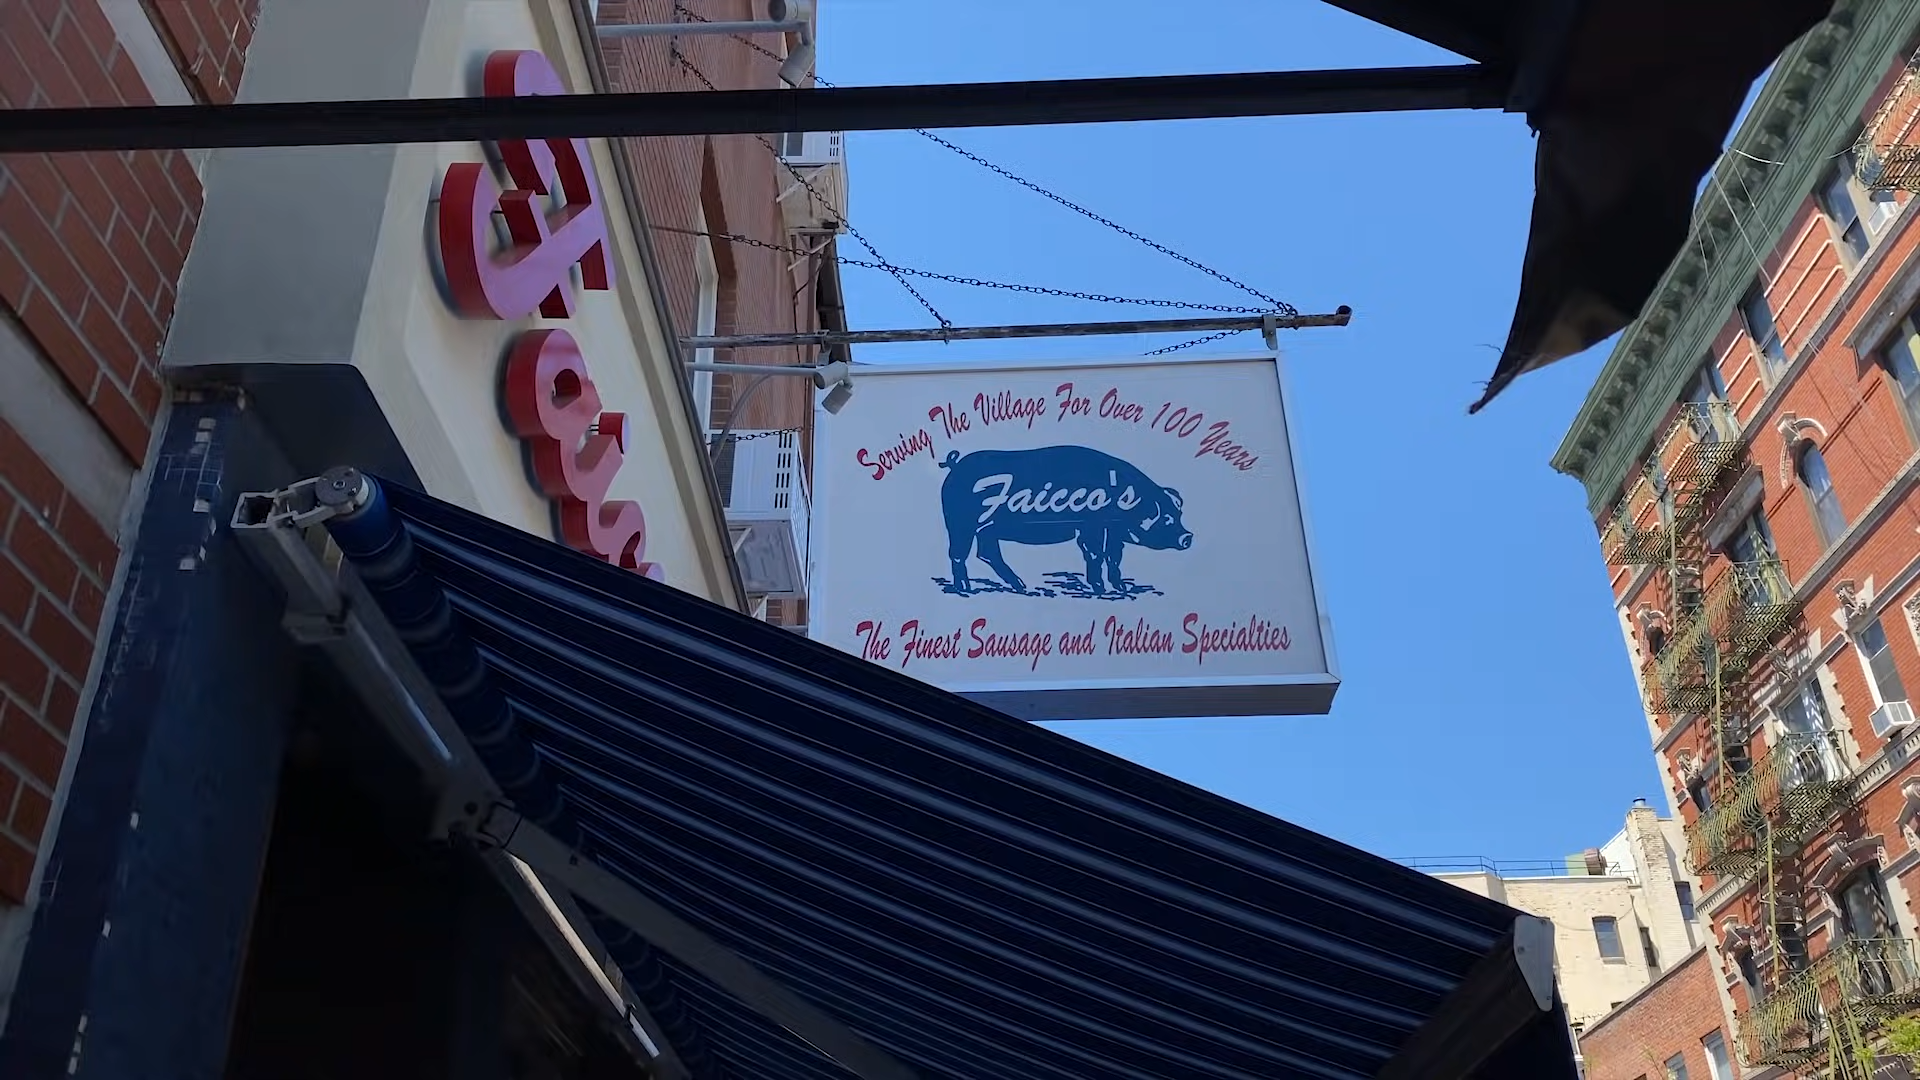 Serving The Village For Over 100 Years
Faicco's
The Finest Sausage and Italian Specialties